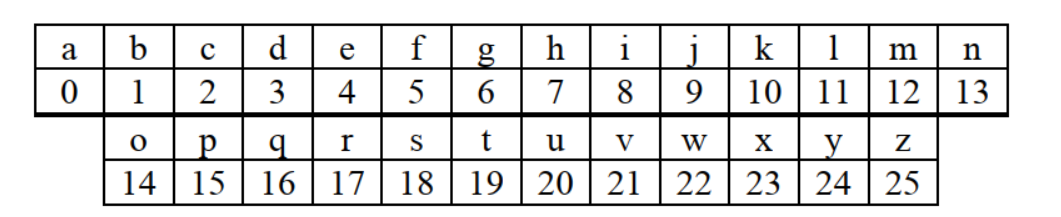 a b c d e f g h i j k l m n
0 1 2 3 4 5 6 7 8 9 10 11 12 13
o p q r s t u v w x y z
14 15 16 17 18 19 20 21 22 23 24 25